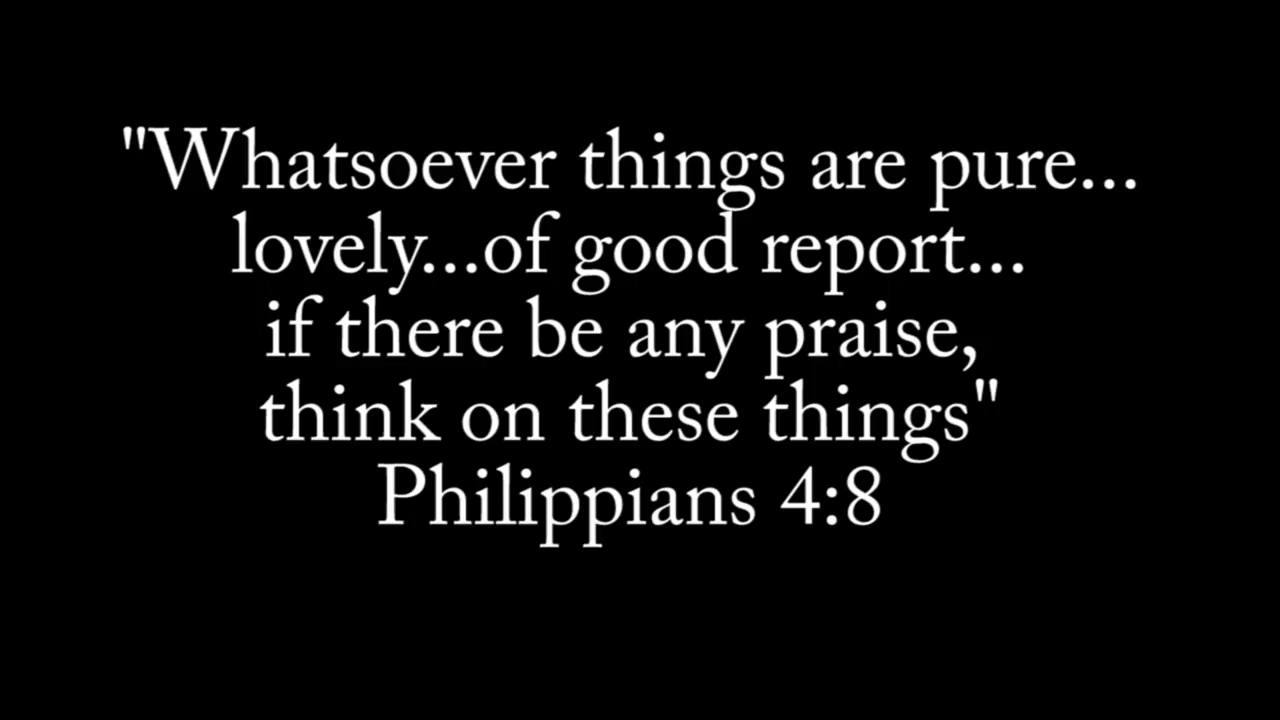 "Whatsoever things are pure...
lovely...of good report...
if there be any praise,
think on these things"
Philippians 4:8